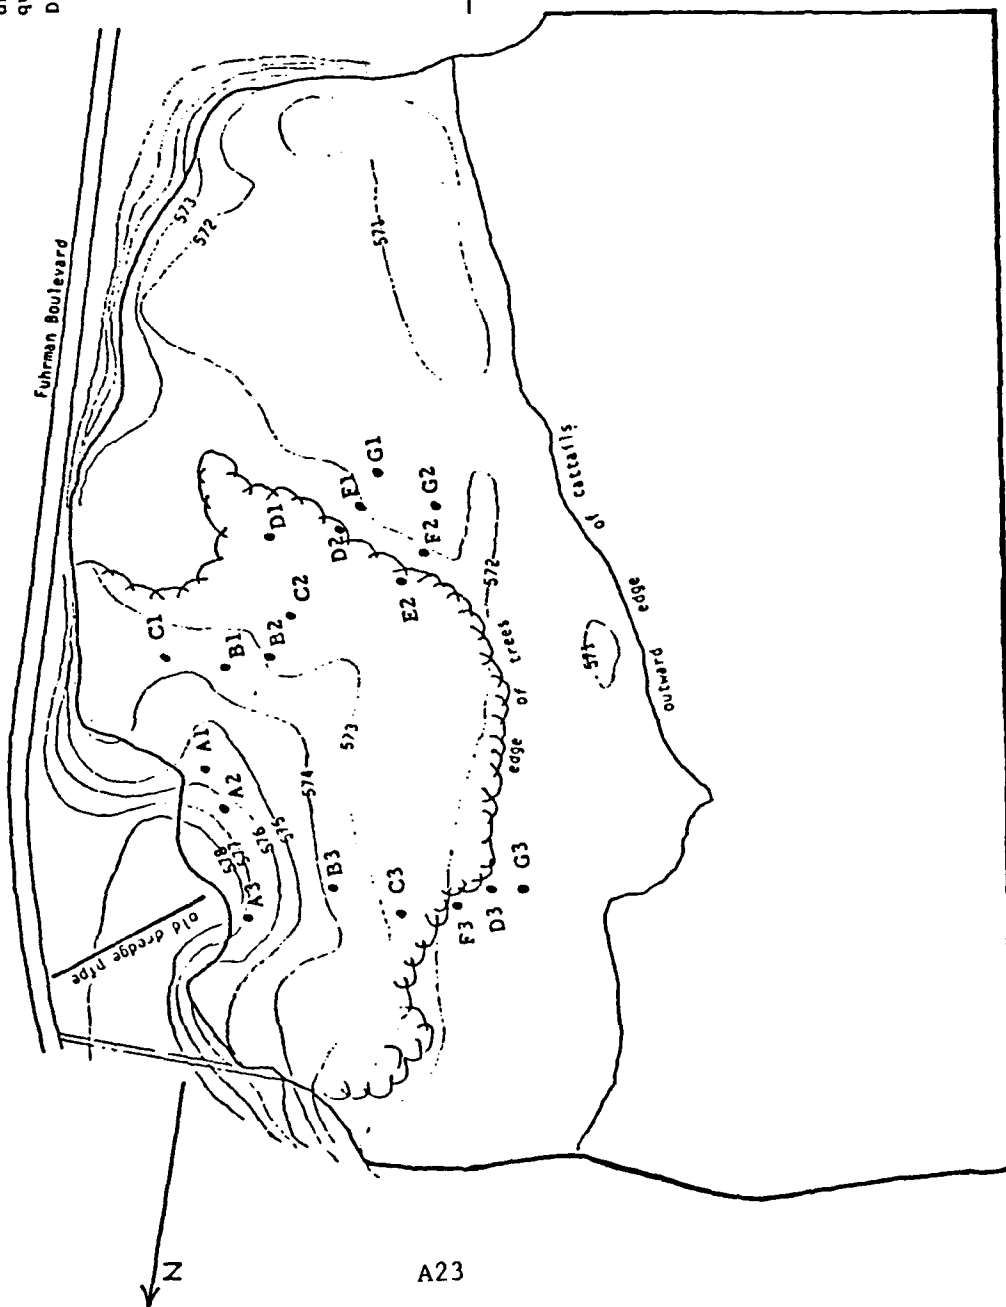 Fuhrman Boulevard
573
572
571
G1
E1
D1
D2
G2
F2
E2
572
C2
C1
B1
B2
edge of trees
outward edge of cattails
571
573
574
A1
A2
575
576
577
578
A3
B3
C3
F3
D3
G3
old dredge pipe
N
A23